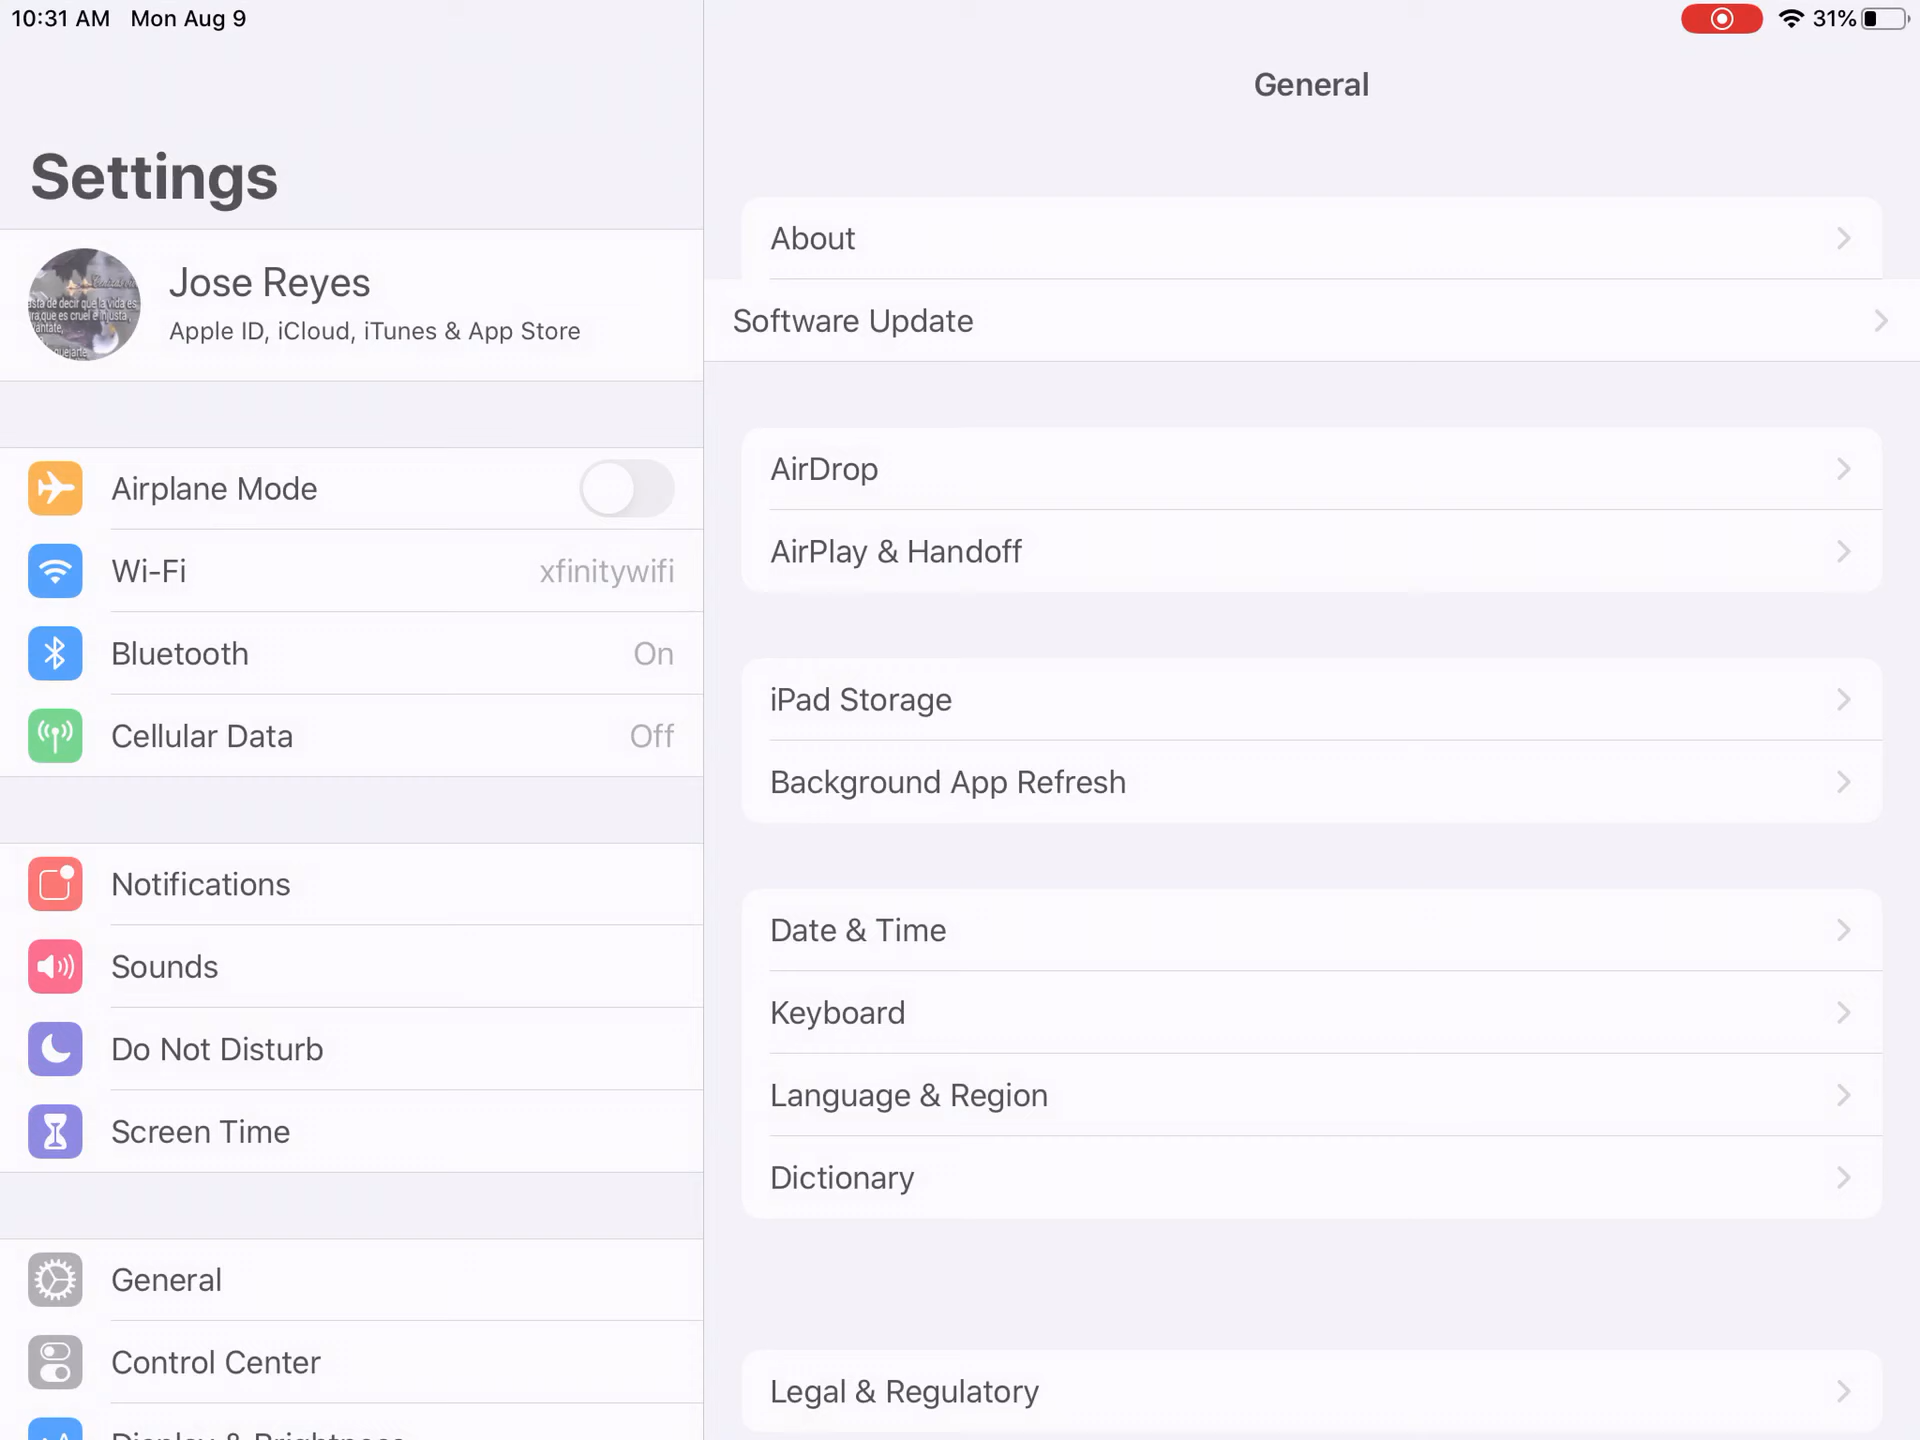 10:31 AM Mon Aug 9
31%
Settings
Jose Reyes
Apple ID, iCloud, iTunes & App Store
Airplane Mode
Wi-Fi xfinitywifi
Bluetooth On
Cellular Data Off
Notifications
Sounds
Do Not Disturb
Screen Time
General
Control Center
Display & Brightness
General
About
Software Update
AirDrop
AirPlay & Handoff
iPad Storage
Background App Refresh
Date & Time
Keyboard
Language & Region
Dictionary
Legal & Regulatory